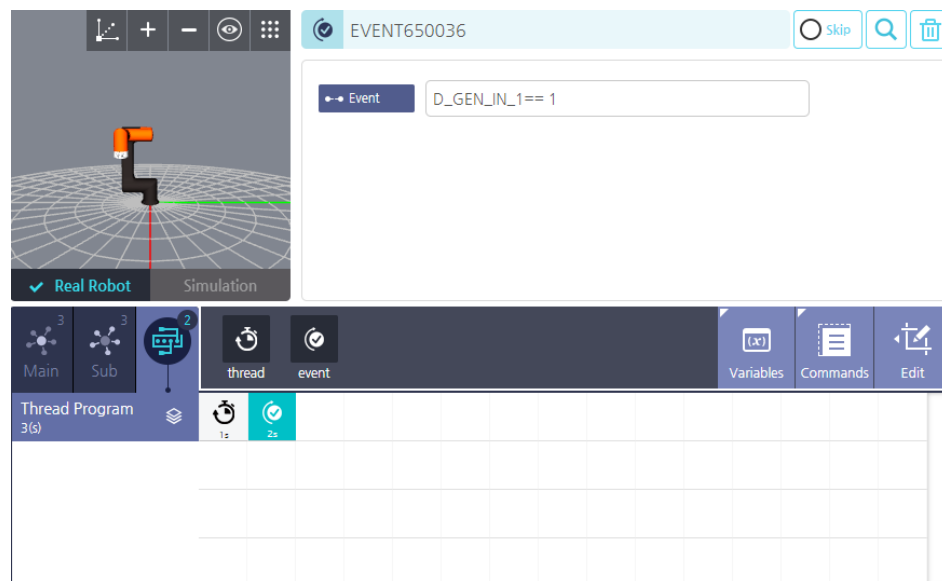 EVENT650036
Skip
Event
D_GEN_IN_1== 1
Real Robot
Simulation
3
3
2
Main
Sub
thread
event
(x)
Variables
Commands
Edit
Thread Program
3(s)
1s
2s